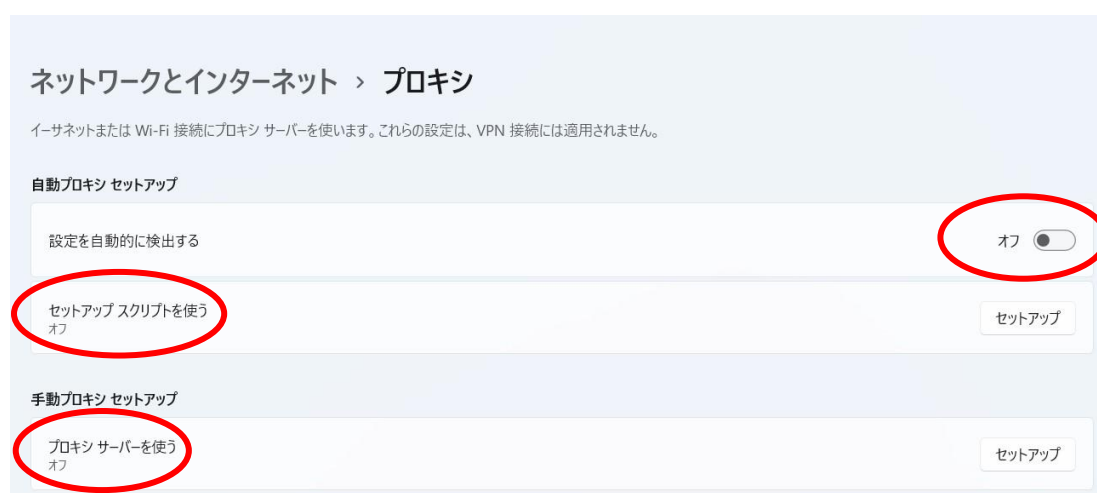 ネットワークとインターネット › プロキシ
イーサネットまたは Wi-Fi 接続にプロキシ サーバーを使います。これらの設定は、VPN 接続には適用されません。
自動プロキシ セットアップ
設定を自動的に検出する
オフ
セットアップ スクリプトを使う
オフ
セットアップ
手動プロキシ セットアップ
プロキシ サーバーを使う
オフ
セットアップ